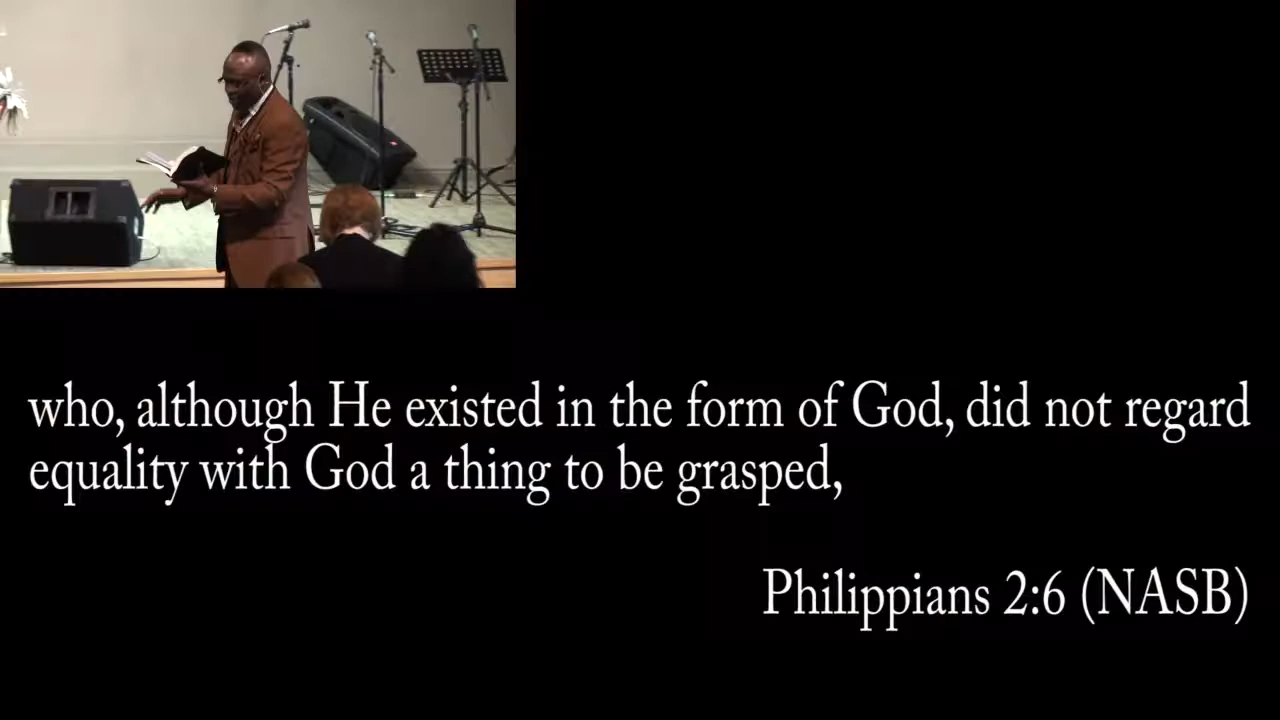 who, although He existed in the form of God, did not regard
equality with God a thing to be grasped,
Philippians 2:6 (NASB)